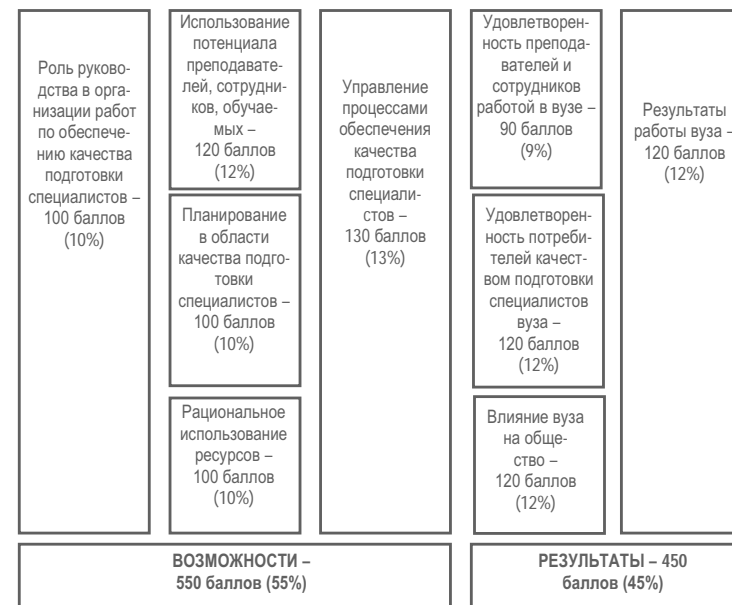 Роль руково-
дства в орга-
низации работ
по обеспече-
нию качества
подготовки
специалистов –
100 баллов
(10%)
Использование
потенциала
преподавате-
лей, сотрудни-
ков, обучае-
мых –
120 баллов
(12%)
Планирование
в области
качества подго-
товки
специалистов –
100 баллов
(10%)
Рациональное
использование
ресурсов –
100 баллов
(10%)
Управление
процессами
обеспечения
качества
подготовки
специали-
стов –
130 баллов
(13%)
Удовлетворен-
ность препода-
вателей и
сотрудников
работой в вузе –
90 баллов
(9%)
Удовлетворен-
ность потреби-
телей качест-
вом подготовки
специалистов
вуза –
120 баллов
(12%)
Влияние вуза
на обще-
ство –
120 баллов
(12%)
Результаты
работы вуза –
120 баллов
(12%)
ВОЗМОЖНОСТИ –
550 баллов (55%)
РЕЗУЛЬТАТЫ – 450
баллов (45%)